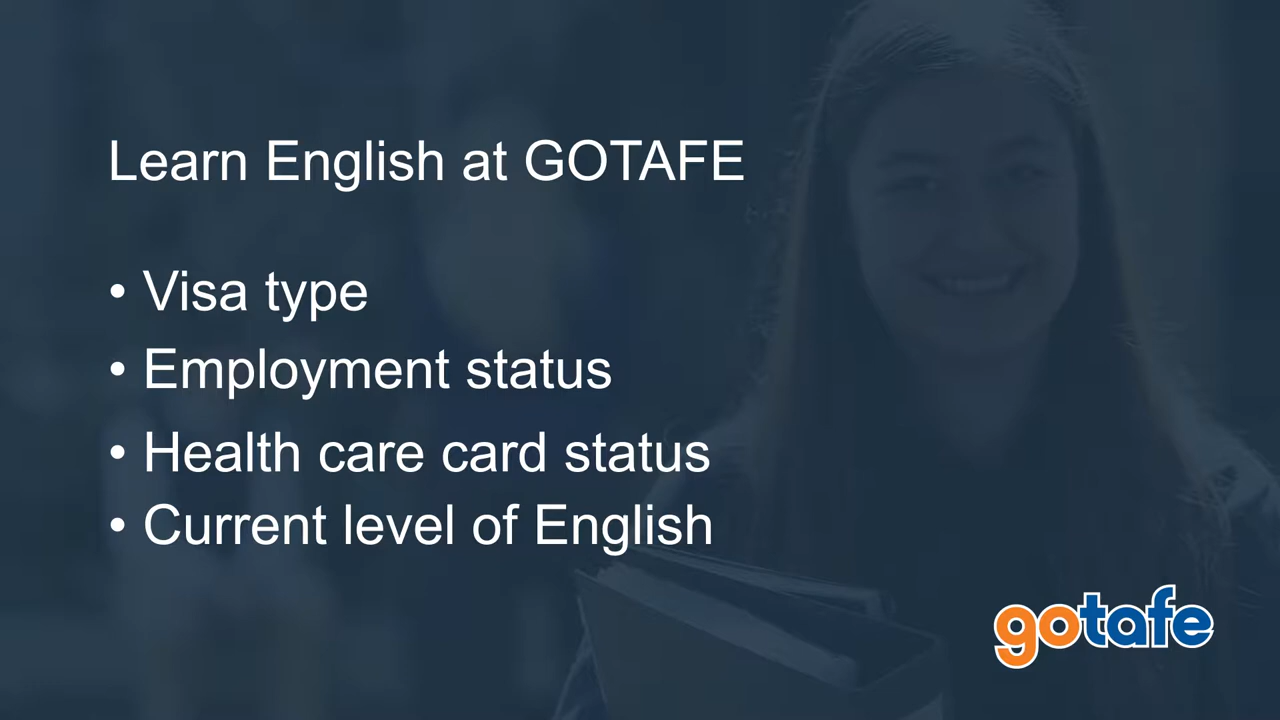 Learn English at GOTAFE
• Visa type
• Employment status
• Health care card status
• Current level of English
gotafe